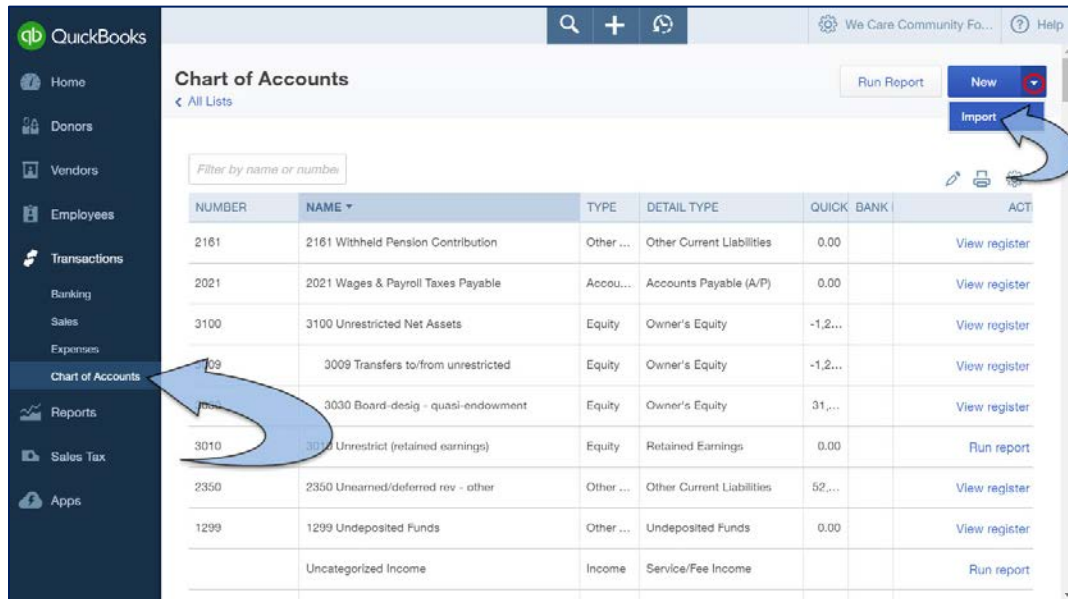 qb QuickBooks
We Care Community Fo... ? Help
Home
Donors
Vendors
Employees
Transactions
Banking
Sales
Expenses
Chart of Accounts
Reports
Sales Tax
Apps
Chart of Accounts
< All Lists
Run Report New
Import
Filter by name or number
NUMBER NAME TYPE DETAIL TYPE QUICK BANK ACTI
2161 2161 Withheld Pension Contribution Other ... Other Current Liabilities 0.00 View register
2021 2021 Wages & Payroll Taxes Payable Accou... Accounts Payable (A/P) 0.00 View register
3100 3100 Unrestricted Net Assets Equity Owner's Equity -1,2... View register
3009 Transfers to/from unrestricted Equity Owner's Equity -1,2... View register
3030 Board-desig - quasi-endowment Equity Owner's Equity 31,... View register
3010 3010 Unrestrict (retained earnings) Equity Retained Earnings 0.00 Run report
2350 2350 Unearned/deferred rev - other Other ... Other Current Liabilities 52,... View register
1299 1299 Undeposited Funds Other ... Undeposited Funds 0.00 View register
Uncategorized Income Income Service/Fee Income Run report